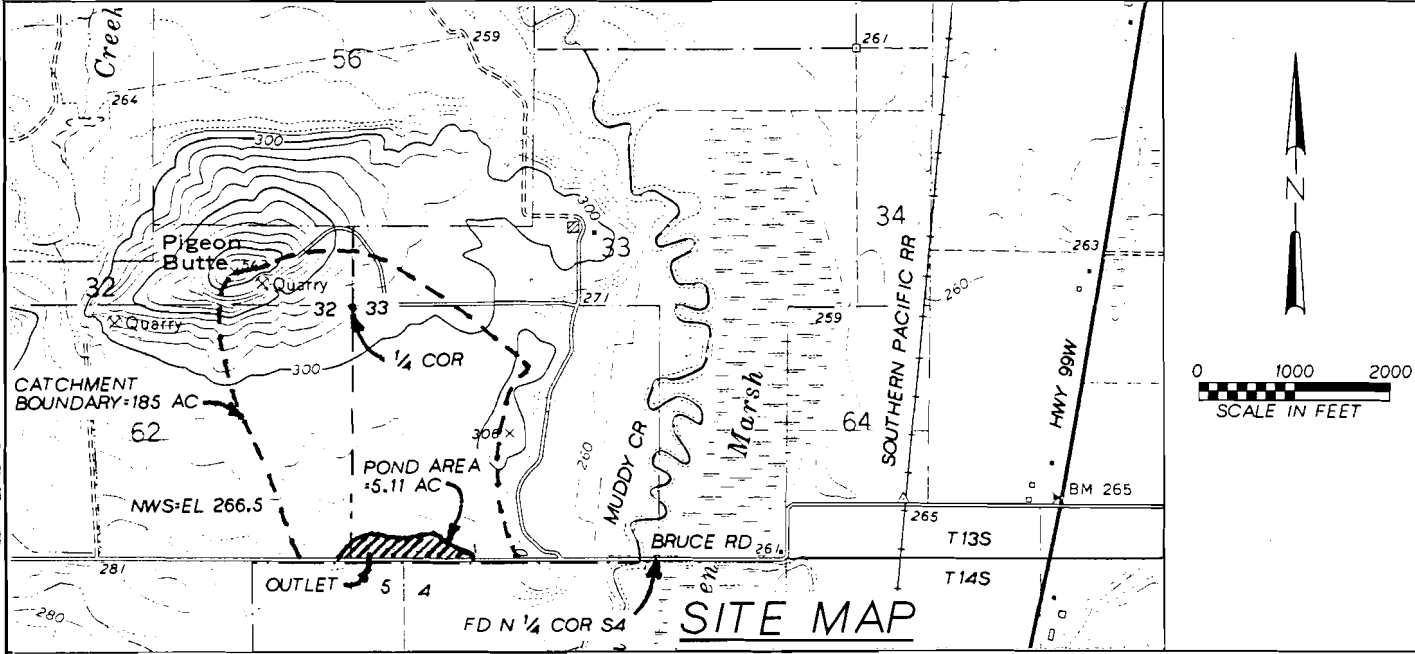 Creek
56
259
261
264
300
300
34
33
263
Pigeon
Butte
Quarry
32
32 33
271
260
259
Quarry
SOUTHERN PACIFIC RR
HWY 99W
1/4 COR
300
CATCHMENT
BOUNDARY=185 AC
62
306
260
MUDDY CR
Marsh
64
POND AREA
=5.11 AC
NWS=EL 266.5
BM 265
265
BRUCE RD
261
T13S
281
T14S
OUTLET
5 4
en
280
FD N 1/4 COR S4
SITE MAP
N
0 1000 2000
SCALE IN FEET